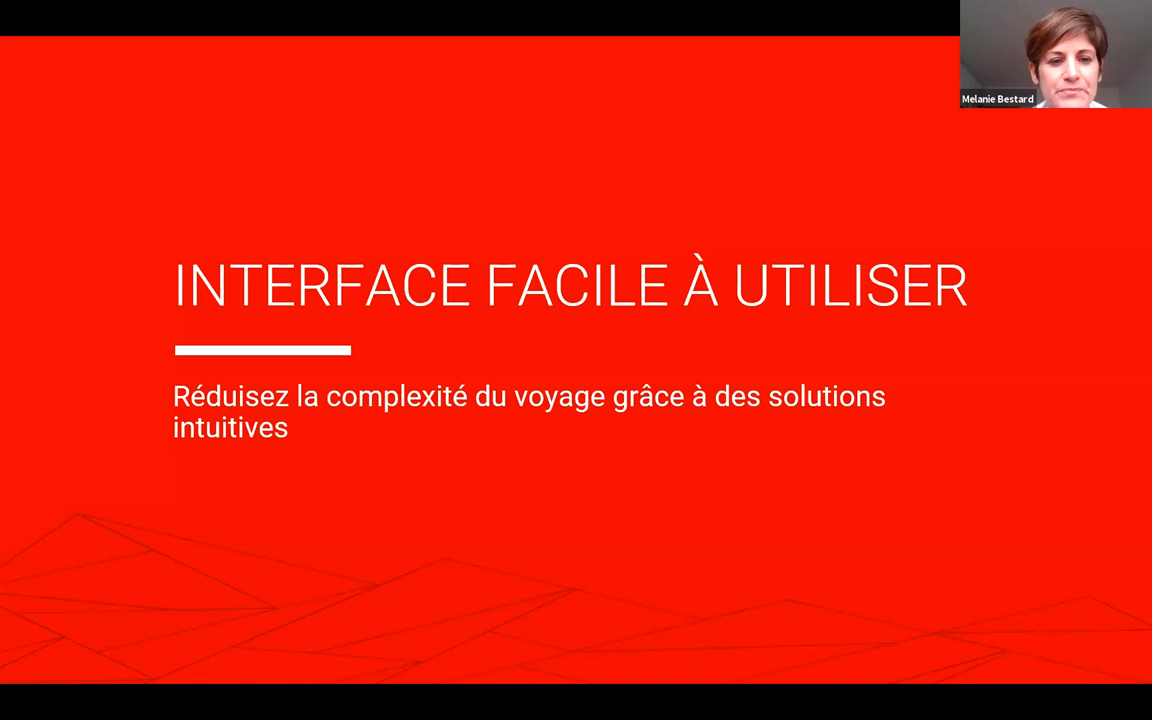 Melanie Bestard
INTERFACE FACILE À UTILISER
Réduisez la complexité du voyage grâce à des solutions
intuitives